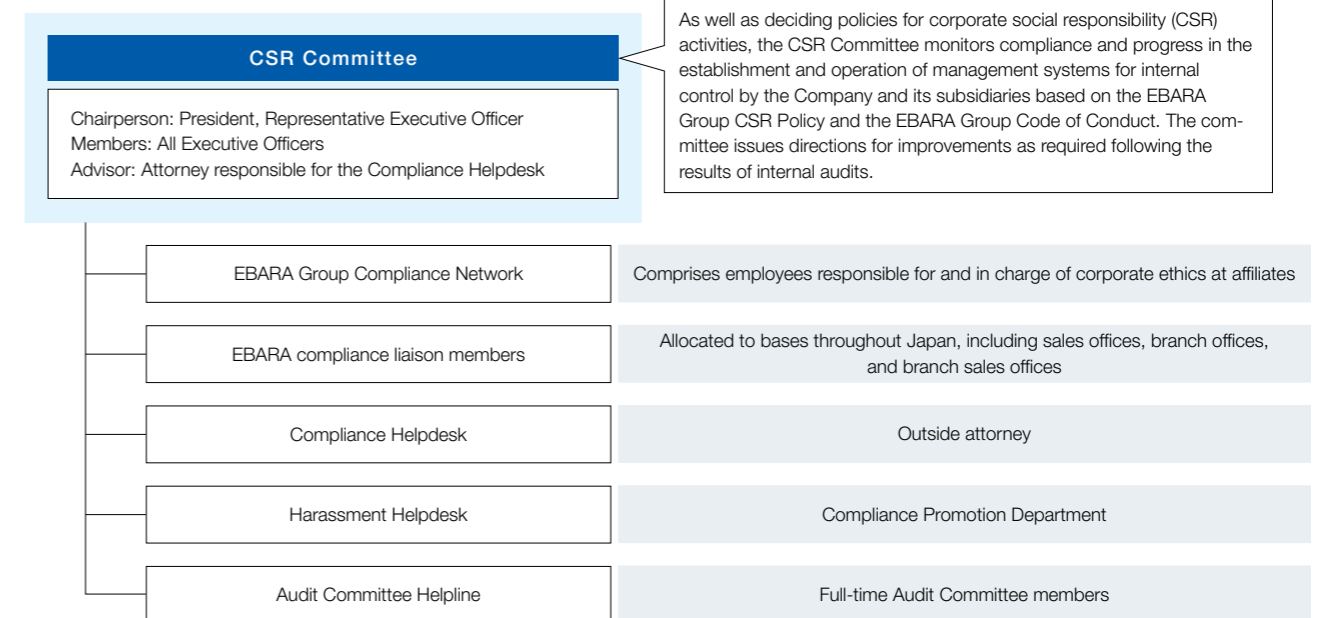 CSR Committee
Chairperson: President, Representative Executive Officer
Members: All Executive Officers
Advisor: Attorney responsible for the Compliance Helpdesk
As well as deciding policies for corporate social responsibility (CSR)
activities, the CSR Committee monitors compliance and progress in the
establishment and operation of management systems for internal
control by the Company and its subsidiaries based on the EBARA
Group CSR Policy and the EBARA Group Code of Conduct. The com-
mittee issues directions for improvements as required following the
results of internal audits.
EBARA Group Compliance Network
Comprises employees responsible for and in charge of corporate ethics at affiliates
EBARA compliance liaison members
Allocated to bases throughout Japan, including sales offices, branch offices,
and branch sales offices
Compliance Helpdesk
Outside attorney
Harassment Helpdesk
Compliance Promotion Department
Audit Committee Helpline
Full-time Audit Committee members